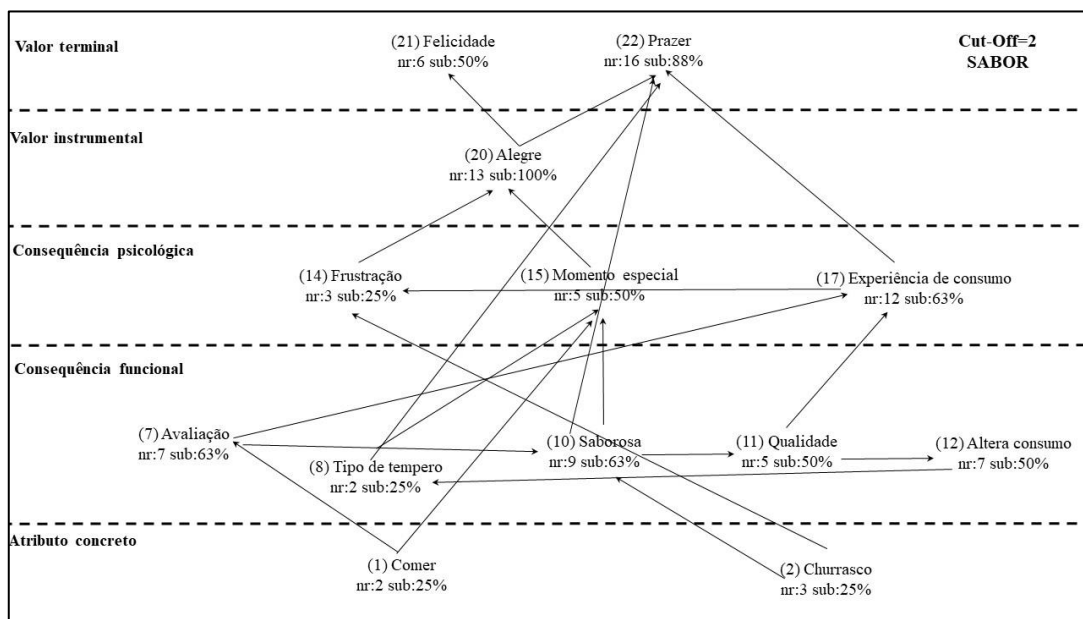 Valor terminal
(21) Felicidade
nr:6 sub:50%
(22) Prazer
nr:16 sub:88%
Cut-Off=2
SABOR
Valor instrumental
(20) Alegre
nr:13 sub:100%
Consequência psicológica
(14) Frustração
nr:3 sub:25%
(15) Momento especial
nr:5 sub:50%
(17) Experiência de consumo
nr:12 sub:63%
Consequência funcional
(7) Avaliação
nr:7 sub:63%
(8) Tipo de tempero
nr:2 sub:25%
(10) Saborosa
nr:9 sub:63%
(11) Qualidade
nr:5 sub:50%
(12) Altera consumo
nr:7 sub:50%
Atributo concreto
(1) Comer
nr:2 sub:25%
(2) Churrasco
nr:3 sub:25%